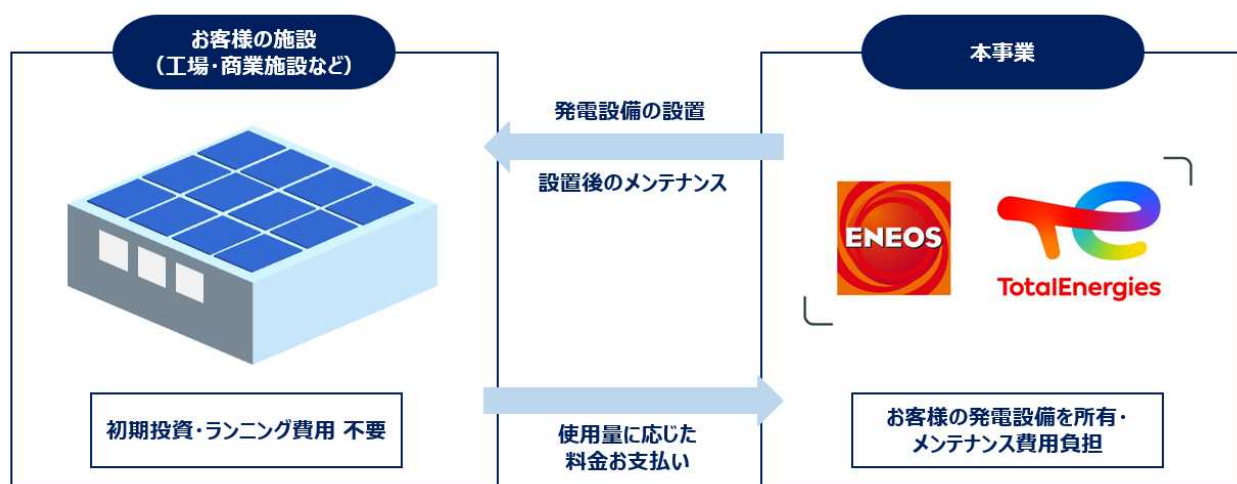 お客様の施設
（工場・商業施設など）
本事業
発電設備の設置
設置後のメンテナンス
ENEOS
TotalEnergies
初期投資・ランニング費用 不要
使用量に応じた
料金お支払い
お客様の発電設備を所有・
メンテナンス費用負担